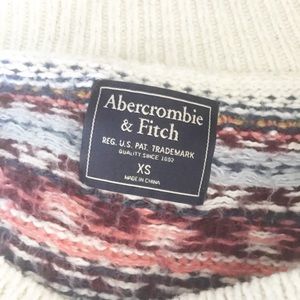 Abercrombie
& Fitch
REG. U.S. PAT. TRADEMARK
QUALITY SINCE 1892
XS
MADE IN CHINA